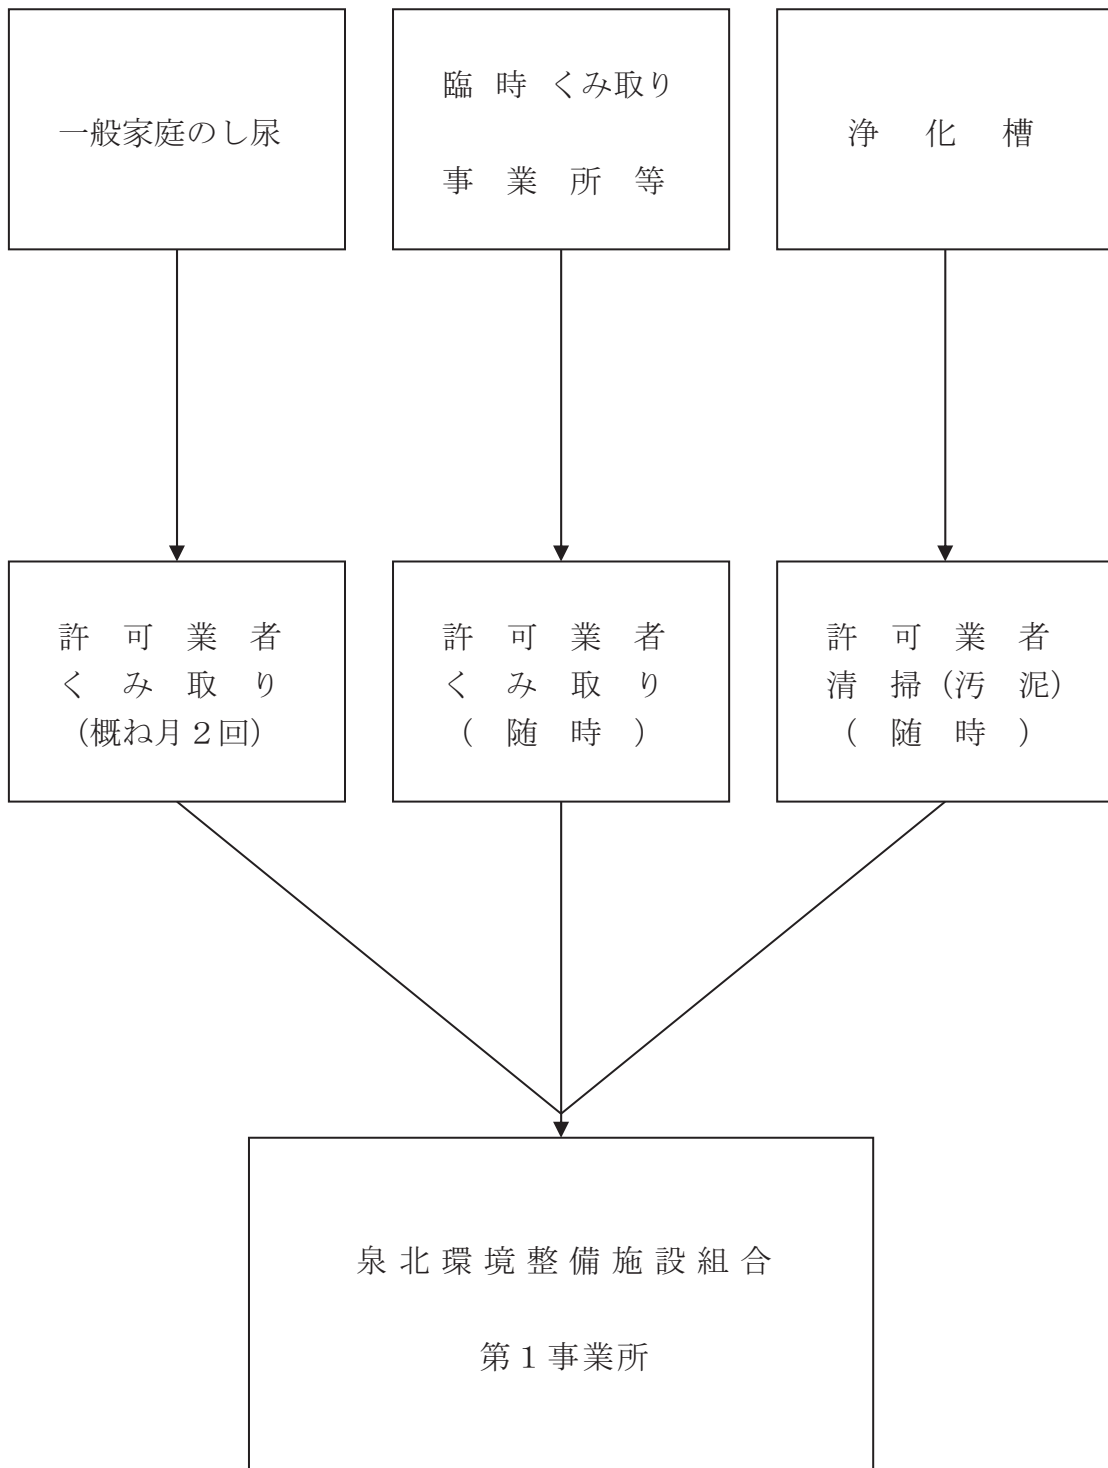 一般家庭のし尿
臨時くみ取り
事業所等
浄化槽
許可業者
くみ取り
(概ね月２回)
許可業者
くみ取り
(随時)
許可業者
清掃(汚泥)
(随時)
泉北環境整備施設組合
第１事業所